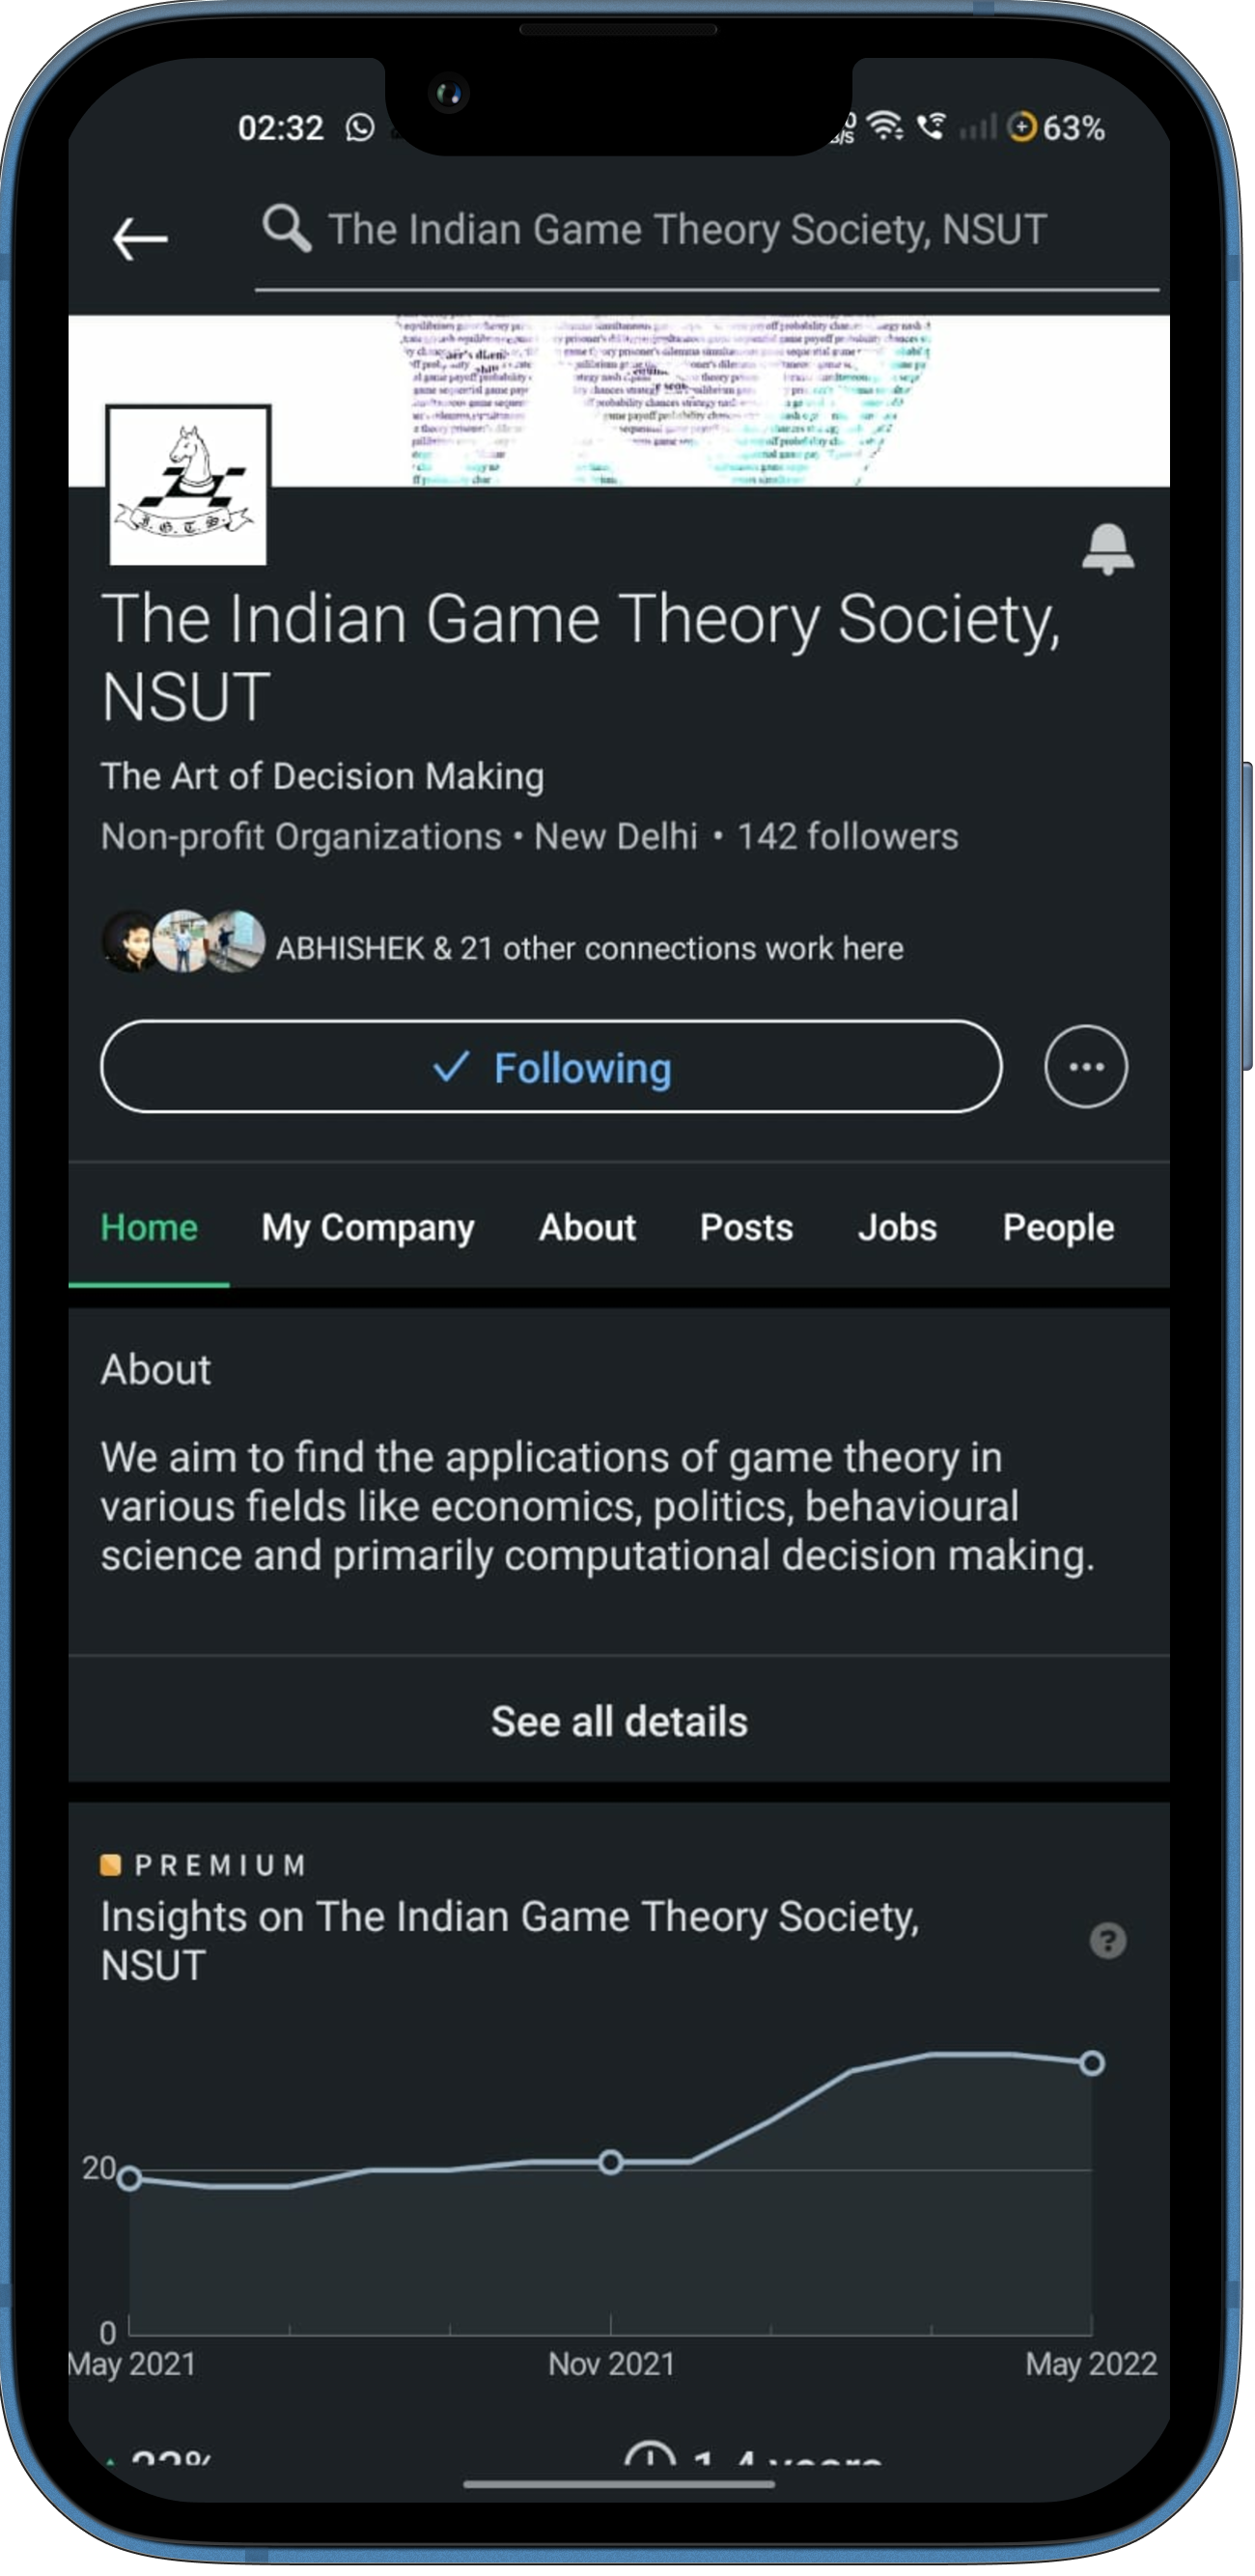 02:32
63%
The Indian Game Theory Society, NSUT
I. G. T. S.
The Indian Game Theory Society,
NSUT
The Art of Decision Making
Non-profit Organizations • New Delhi • 142 followers
ABHISHEK & 21 other connections work here
Following
Home My Company About Posts Jobs People
About
We aim to find the applications of game theory in
various fields like economics, politics, behavioural
science and primarily computational decision making.
See all details
PREMIUM
Insights on The Indian Game Theory Society,
NSUT
20
0
May 2021 Nov 2021 May 2022